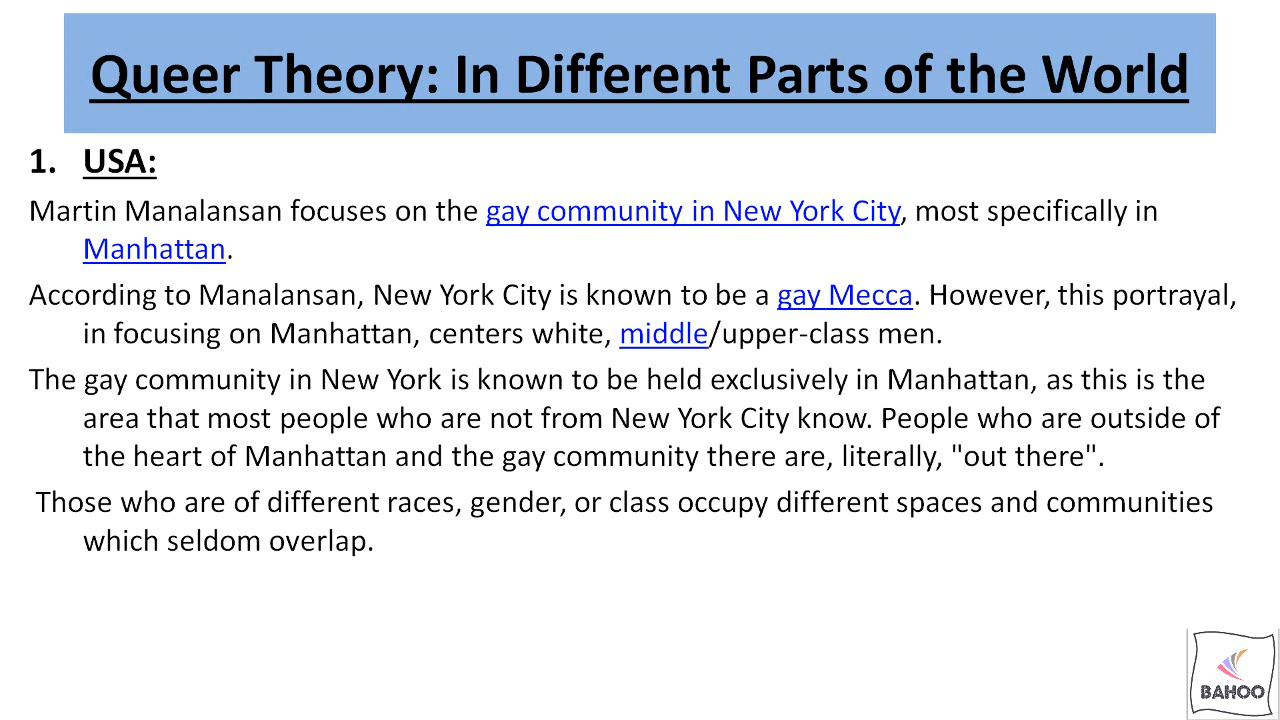 Queer Theory: In Different Parts of the World
1. USA:
Martin Manalansan focuses on the gay community in New York City, most specifically in
Manhattan.
According to Manalansan, New York City is known to be a gay Mecca. However, this portrayal,
in focusing on Manhattan, centers white, middle/upper-class men.
The gay community in New York is known to be held exclusively in Manhattan, as this is the
area that most people who are not from New York City know. People who are outside of
the heart of Manhattan and the gay community there are, literally, "out there".
Those who are of different races, gender, or class occupy different spaces and communities
which seldom overlap.
BAHOO